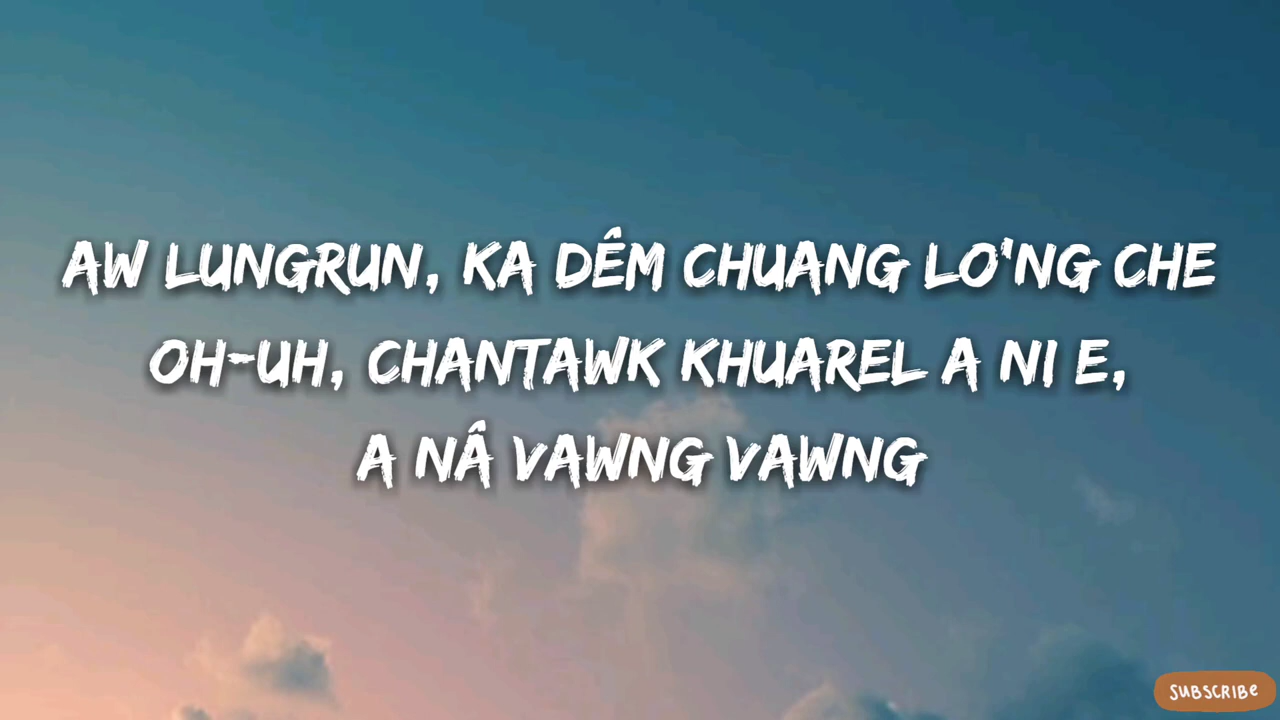 AW LUNGRUN, KA DÊM CHUANG LO'NG CHE
OH-UH, CHANTAWK KHUAREL A NI E,
A NÂ VAWNG VAWNG
SUBSCRIBE